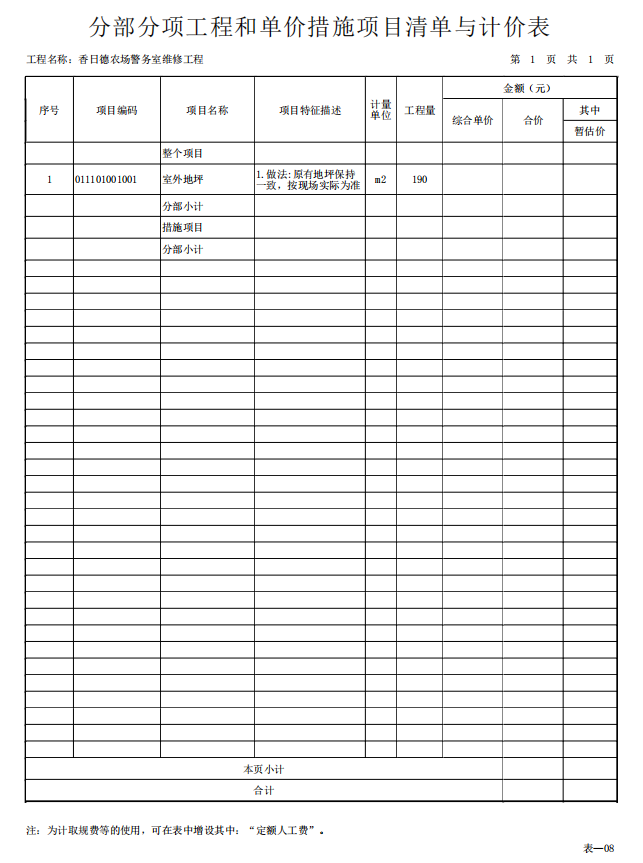 分部分项工程和单价措施项目清单与计价表
工程名称：香日德农场警务室维修工程 第 1 页 共 1 页
序号 项目编码 项目名称 项目特征描述 计量单位 工程量 金额（元）
综合单价 合价 其中
暂估价
整个项目
1 011101001001 室外地坪 1.做法：原有地坪保持一致，按现场实际为准 m2 190
分部小计
措施项目
分部小计
本页小计
合计
注：为计取规费等的使用，可在表中增设其中：“定额人工费”。
表—08